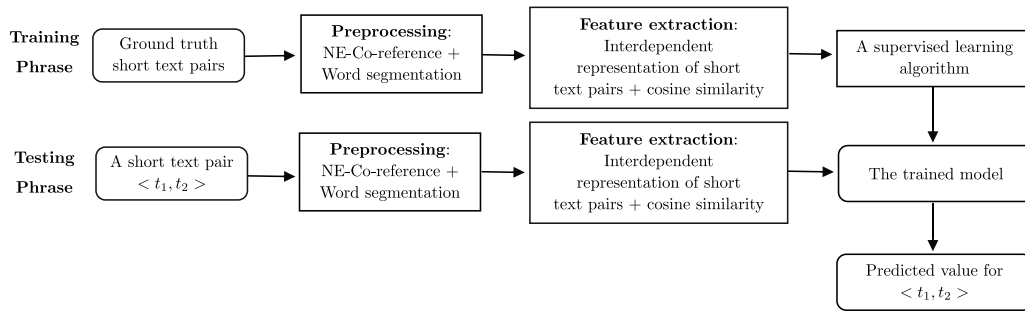 Training
Phrase
Ground truth
short text pairs
Preprocessing:
NE-Co-reference +
Word segmentation
Feature extraction:
Interdependent
representation of short
text pairs + cosine similarity
A supervised learning
algorithm
Testing
Phrase
A short text pair
< t₁, t₂ >
Preprocessing:
NE-Co-reference +
Word segmentation
Feature extraction:
Interdependent
representation of short
text pairs + cosine similarity
The trained model
Predicted value for
< t₁, t₂ >